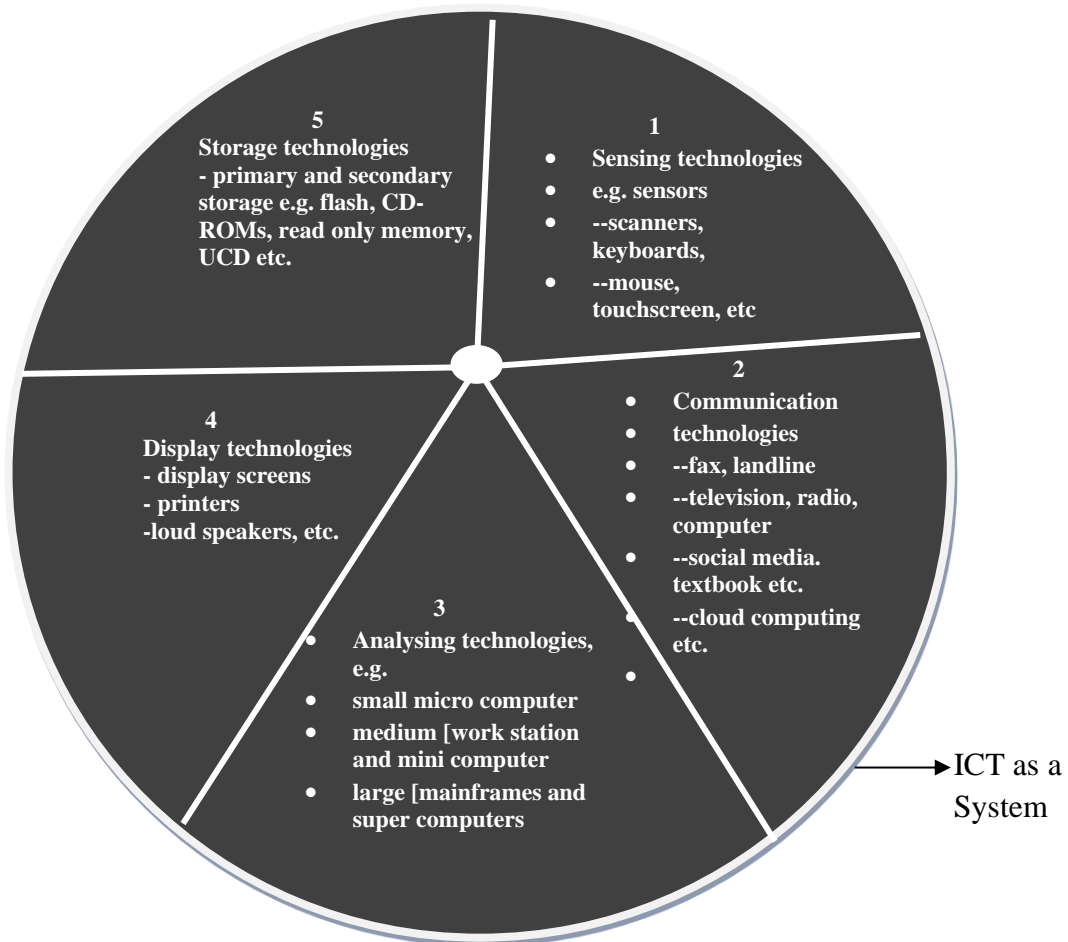 1
• Sensing technologies
• e.g. sensors
• --scanners,
keyboards,
• --mouse,
touchscreen, etc
2
• Communication
• technologies
• --fax, landline
• --television, radio,
computer
• --social media.
textbook etc.
• --cloud computing
etc.
•
3
• Analysing technologies,
e.g.
• small micro computer
• medium [work station
and mini computer
• large [mainframes and
super computers
4
Display technologies
- display screens
- printers
-loud speakers, etc.
5
Storage technologies
- primary and secondary
storage e.g. flash, CD-
ROMs, read only memory,
UCD etc.
ICT as a
System